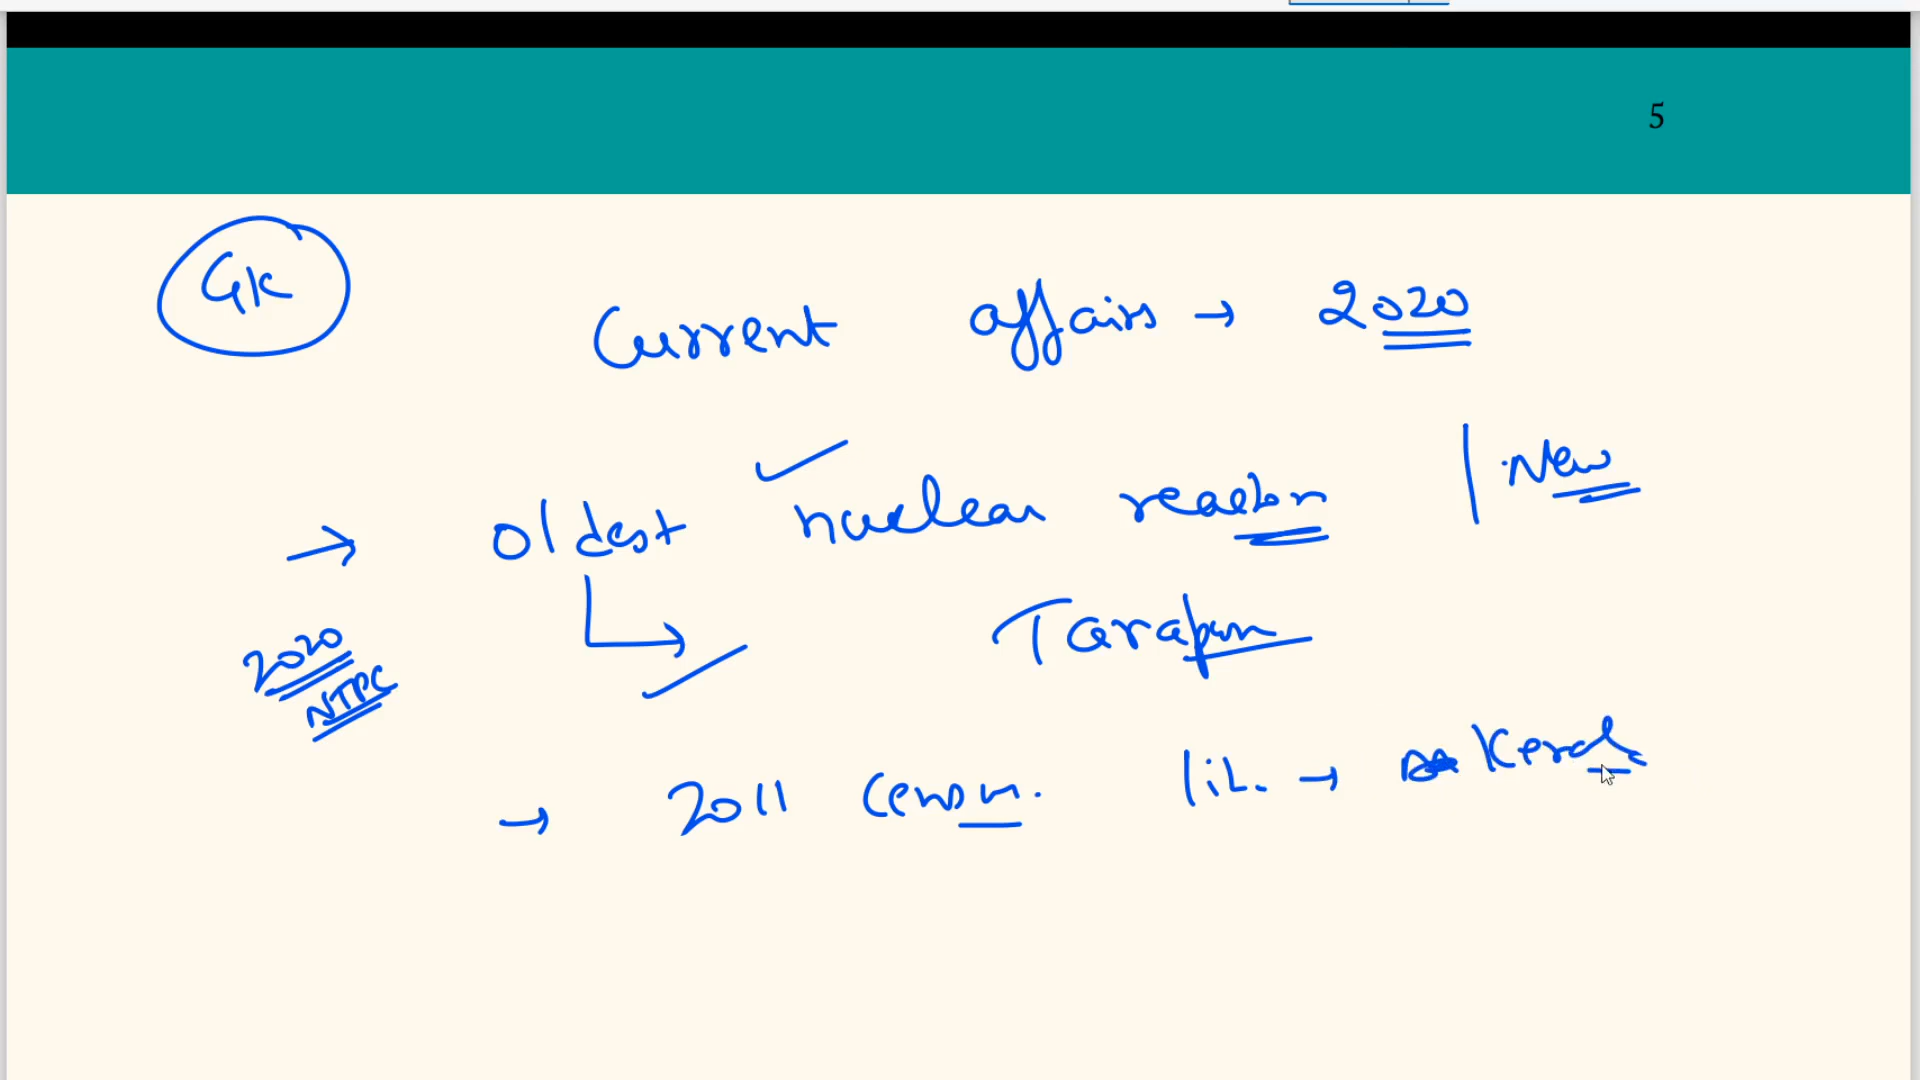 5
GK
Current affairs → 2020
→ Oldest nuclear reactor | New
Tarapur
2020
NTPC
→ 2011 Census. lit. → Kerala